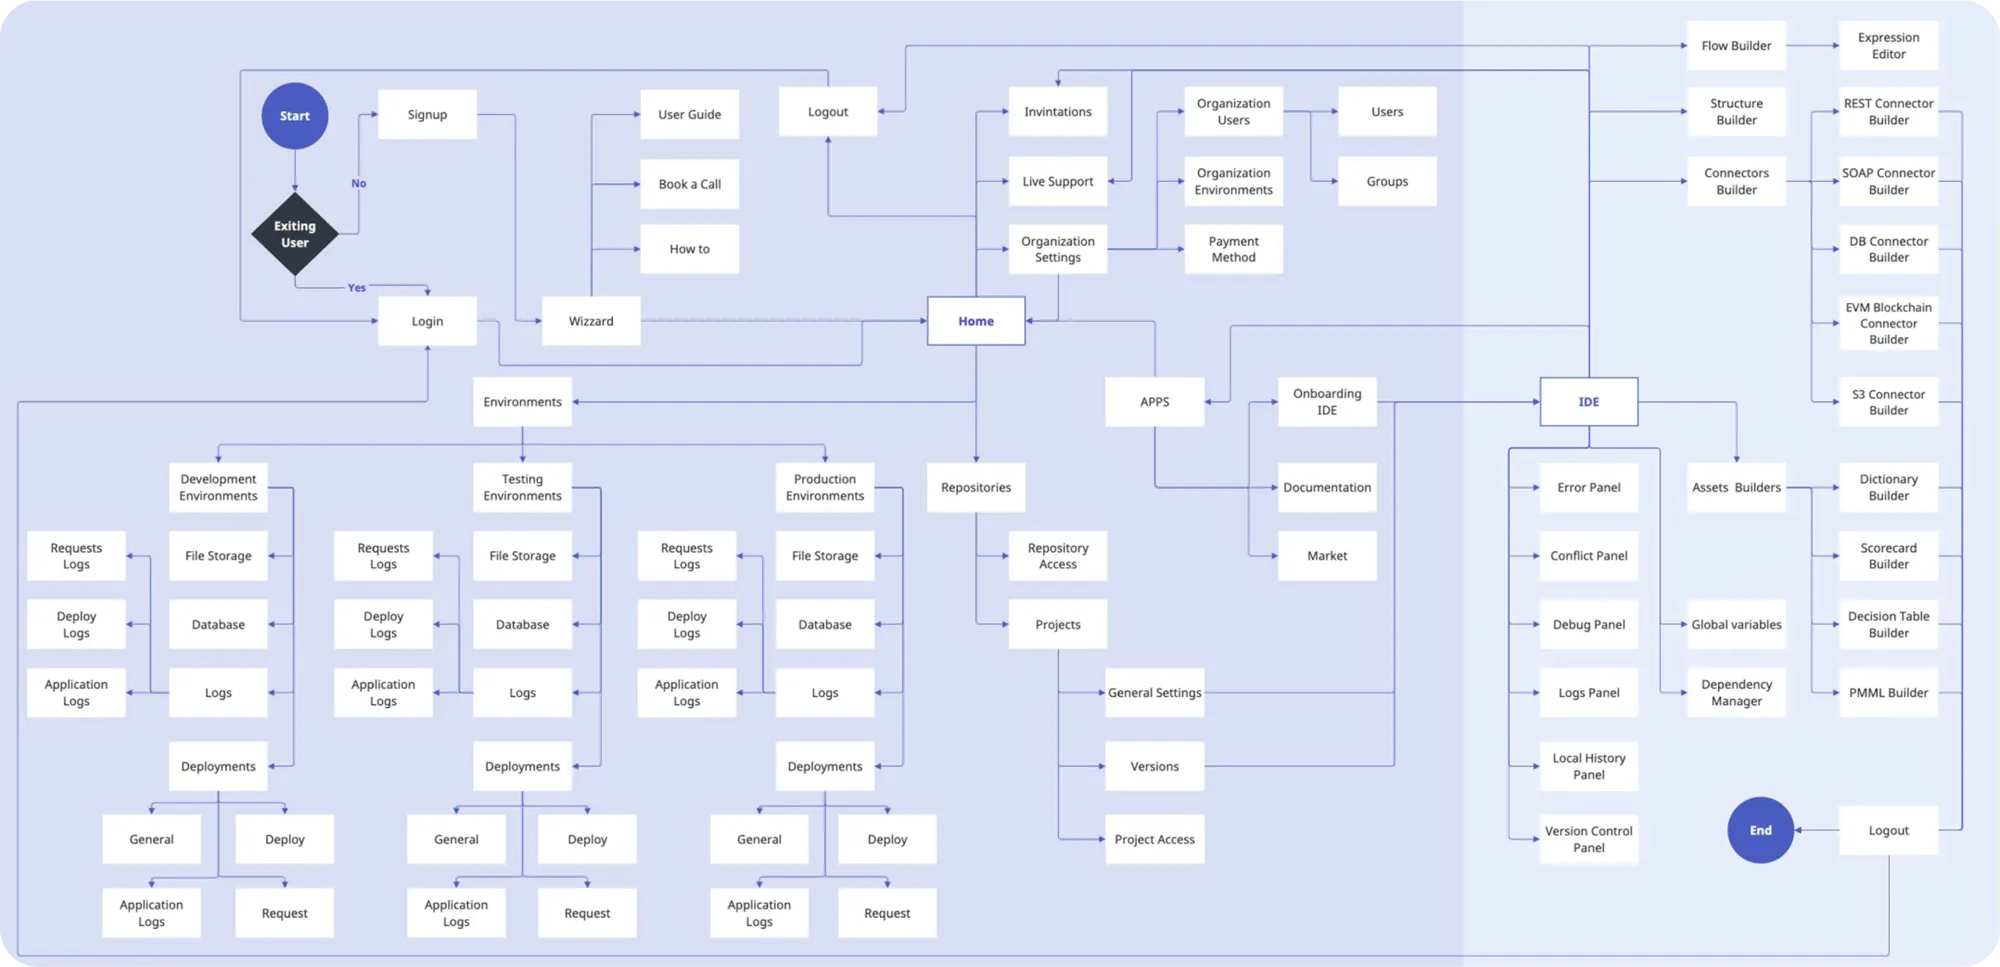 Start
Exiting
User
No
Yes
Signup
Login
Wizzard
User Guide
Book a Call
How to
Logout
Home
Invintations
Live Support
Organization
Settings
Organization
Users
Organization
Environments
Payment
Method
Users
Groups
Environments
Development
Environments
File Storage
Database
Logs
Requests
Logs
Deploy
Logs
Application
Logs
Deployments
General
Deploy
Application
Logs
Request
Testing
Environments
File Storage
Database
Logs
Requests
Logs
Deploy
Logs
Application
Logs
Deployments
General
Deploy
Application
Logs
Request
Production
Environments
File Storage
Database
Logs
Requests
Logs
Deploy
Logs
Application
Logs
Deployments
General
Deploy
Application
Logs
Request
Repositories
Repository
Access
Projects
General Settings
Versions
Project Access
APPS
Onboarding
IDE
Documentation
Market
IDE
Flow Builder
Expression
Editor
Structure
Builder
Connectors
Builder
REST Connector
Builder
SOAP Connector
Builder
DB Connector
Builder
EVM Blockchain
Connector
Builder
S3 Connector
Builder
Error Panel
Conflict Panel
Debug Panel
Logs Panel
Local History
Panel
Version Control
Panel
Assets Builders
Global variables
Dependency
Manager
Dictionary
Builder
Scorecard
Builder
Decision Table
Builder
PMML Builder
Logout
End